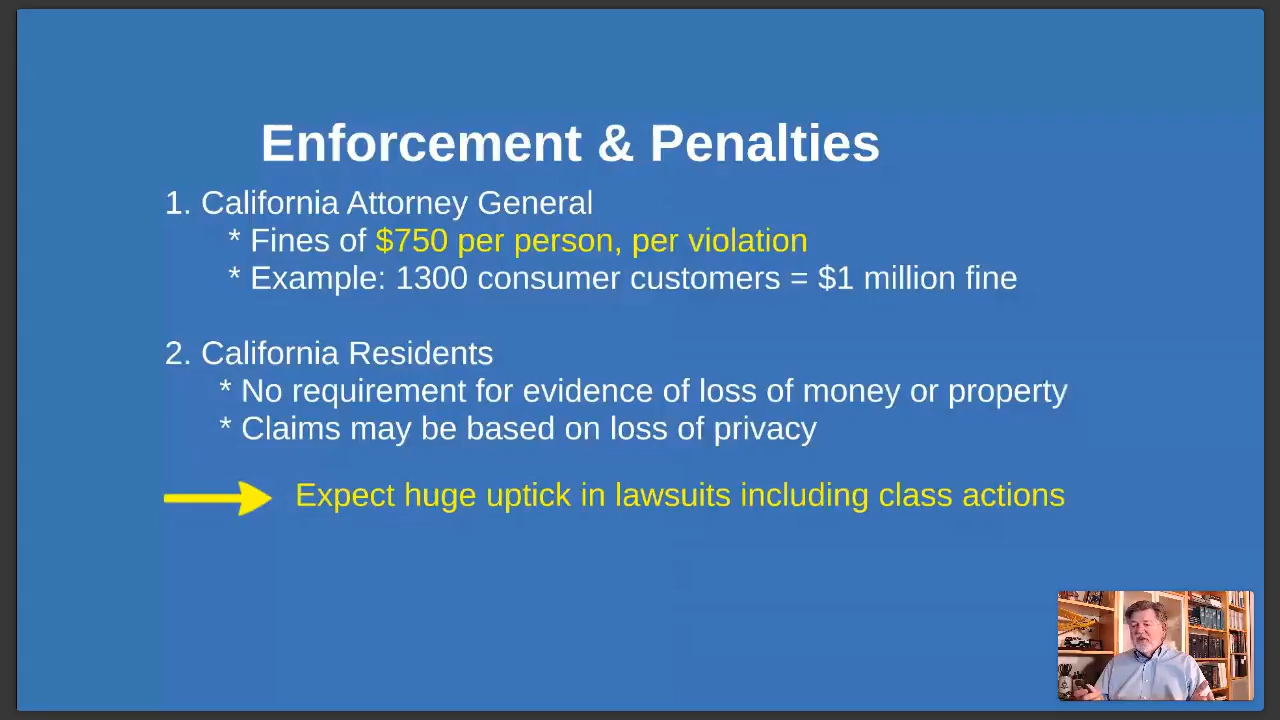 Enforcement & Penalties
1. California Attorney General
* Fines of $750 per person, per violation
* Example: 1300 consumer customers = $1 million fine
2. California Residents
* No requirement for evidence of loss of money or property
* Claims may be based on loss of privacy
Expect huge uptick in lawsuits including class actions